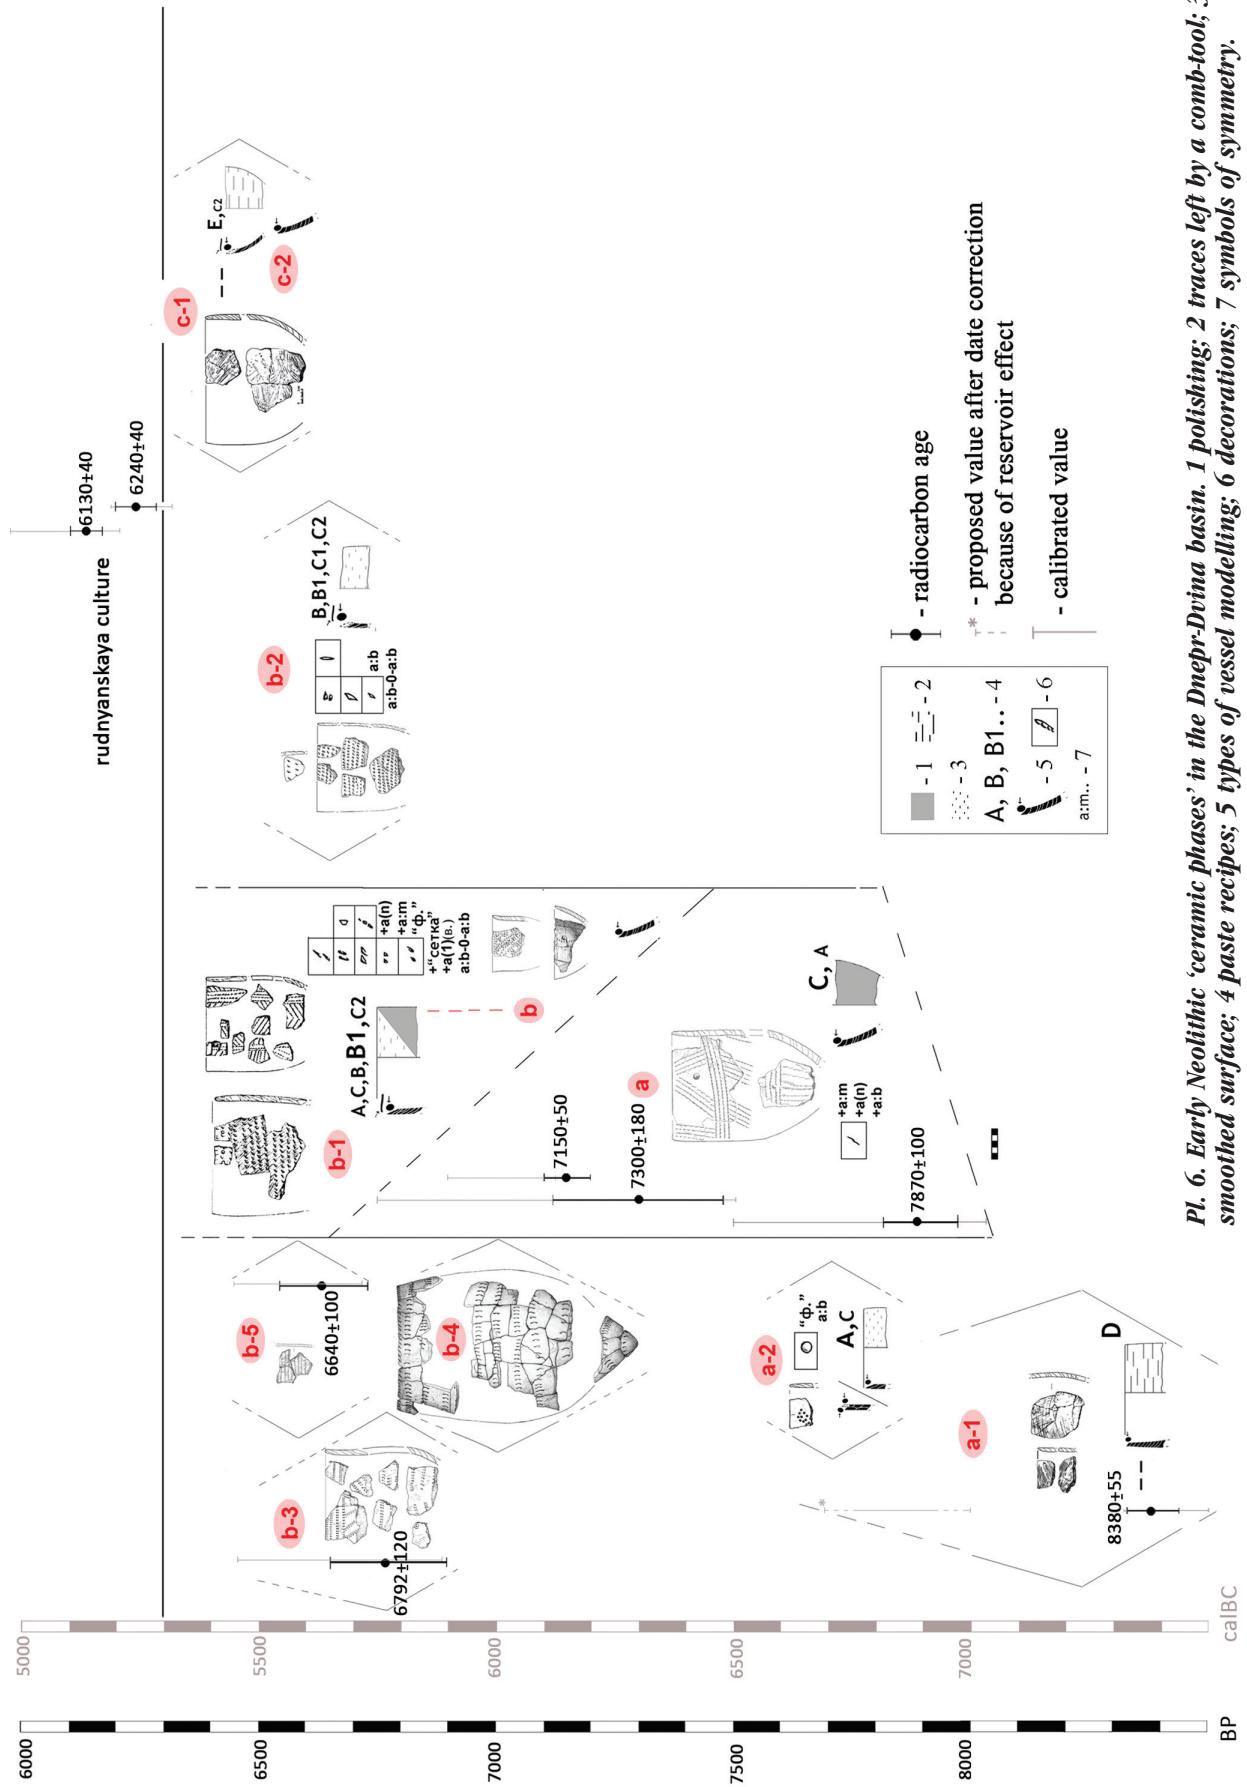 6000
6500
7000
7500
8000
BP
5000
5500
6000
6500
7000
calBC
rudnyanskaya culture
6130±40
6240±40
b-3
6792±120
b-5
6640±100
b-4
a-2
"ф."
a:b
A,C
a-1
D
8380±55
*
b-1
A,C,B,B1,C2
+a(n)
+a:m
"ф."
+"сетка"
+a(1)(в.)
a:b-0-a:b
b
7150±50
7300±180
7870±100
a
+a:m
+a(n)
+a:b
C, A
b-2
B,B1,C1,C2
a:b
a:b-0-a:b
c-1
E,C2
c-2
- 1
- 2
- 3
A, B, B1.. - 4
- 5
- 6
a:m.. - 7
- radiocarbon age
* - proposed value after date correction
because of reservoir effect
- calibrated value
Pl. 6. Early Neolithic ‘ceramic phases’ in the Dnepr-Dvina basin. 1 polishing; 2 traces left by a comb-tool; 3
smoothed surface; 4 paste recipes; 5 types of vessel modelling; 6 decorations; 7 symbols of symmetry.